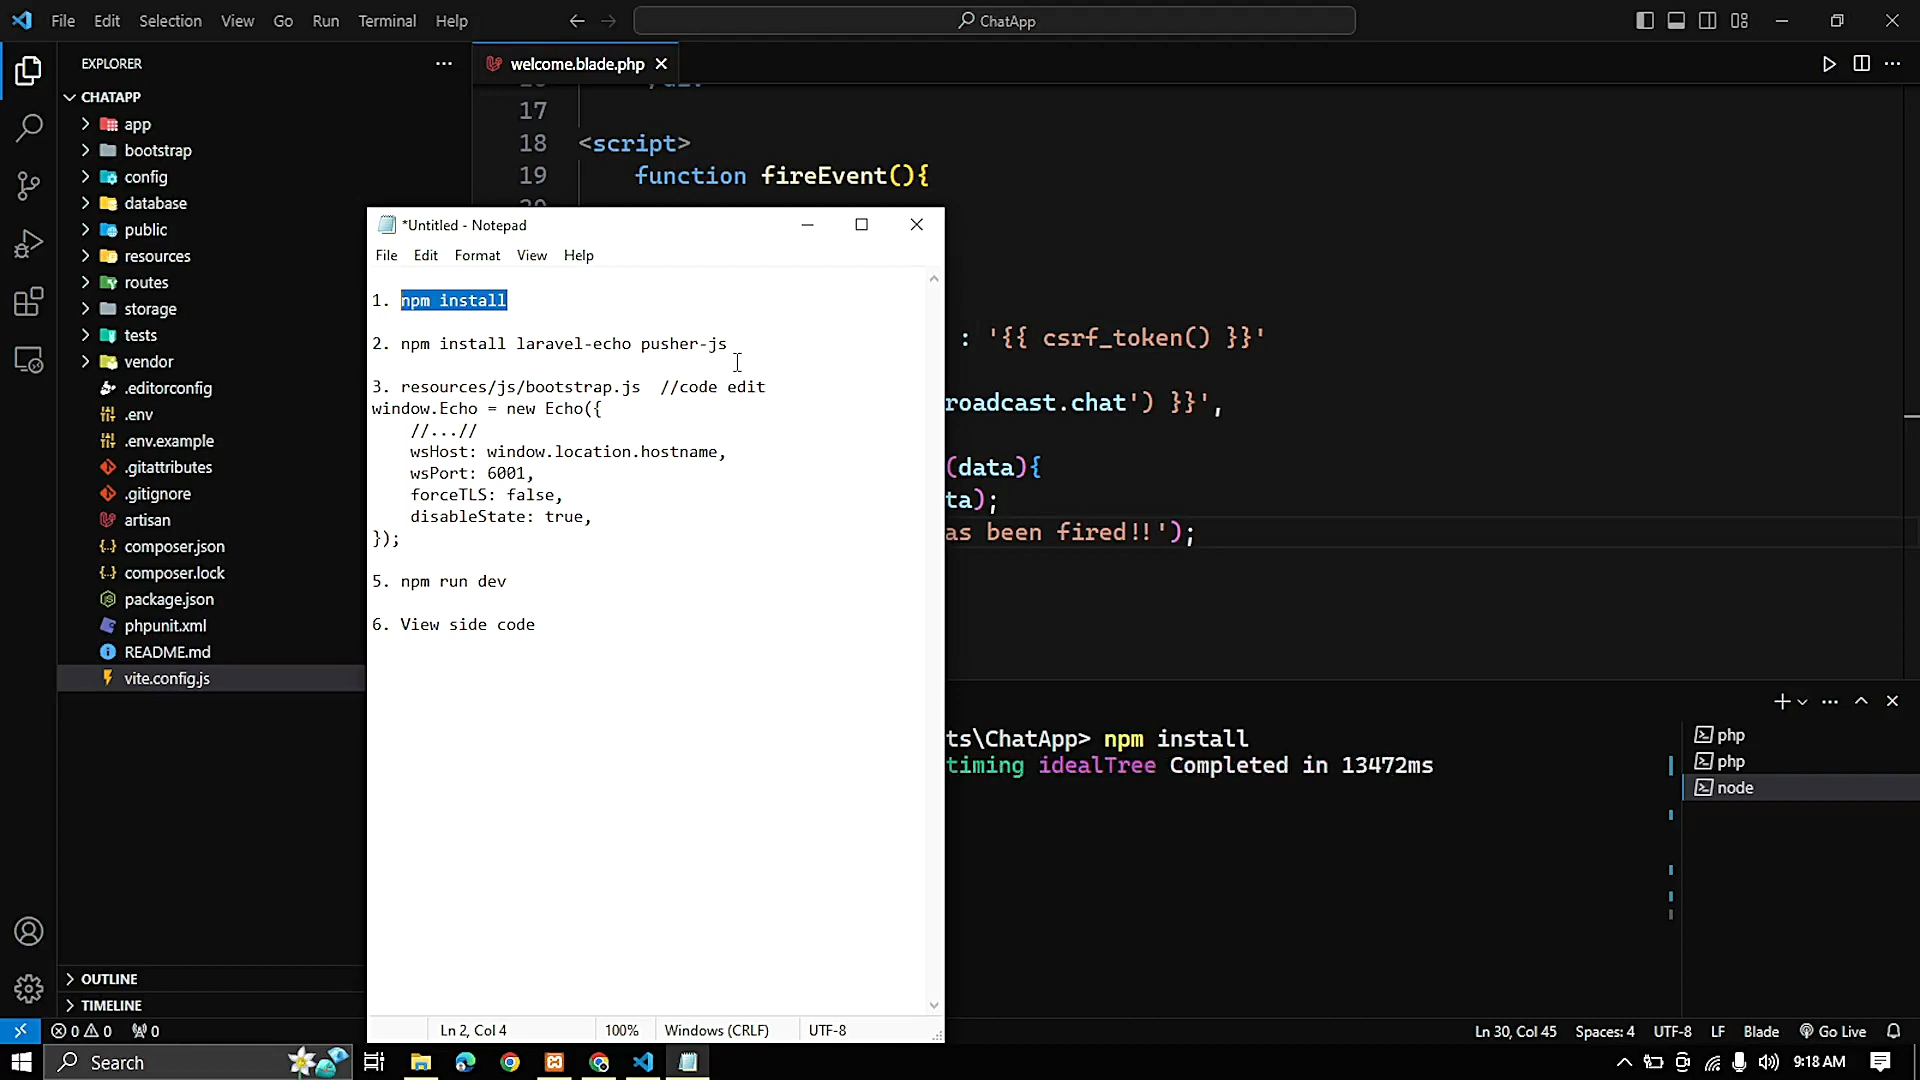 File Edit Selection View Go Run Terminal Help
ChatApp
EXPLORER
welcome.blade.php
CHATAPP
app
bootstrap
config
database
public
resources
routes
storage
tests
vendor
.editorconfig
.env
.env.example
.gitattributes
.gitignore
artisan
composer.json
composer.lock
package.json
phpunit.xml
README.md
vite.config.js
OUTLINE
TIMELINE
17
18 <script>
19 function fireEvent(){
: '{{ csrf_token() }}'
roadcast.chat') }}',
(data){
ta);
as been fired!!');
*Untitled - Notepad
File Edit Format View Help
1. npm install
2. npm install laravel-echo pusher-js
3. resources/js/bootstrap.js //code edit
window.Echo = new Echo({
//...//
wsHost: window.location.hostname,
wsPort: 6001,
forceTLS: false,
disableState: true,
});
5. npm run dev
6. View side code
Ln 2, Col 4 100% Windows (CRLF) UTF-8
ts\ChatApp> npm install
timing idealTree Completed in 13472ms
php
php
node
0 0 0
Ln 30, Col 45 Spaces: 4 UTF-8 LF Blade Go Live
Search
9:18 AM